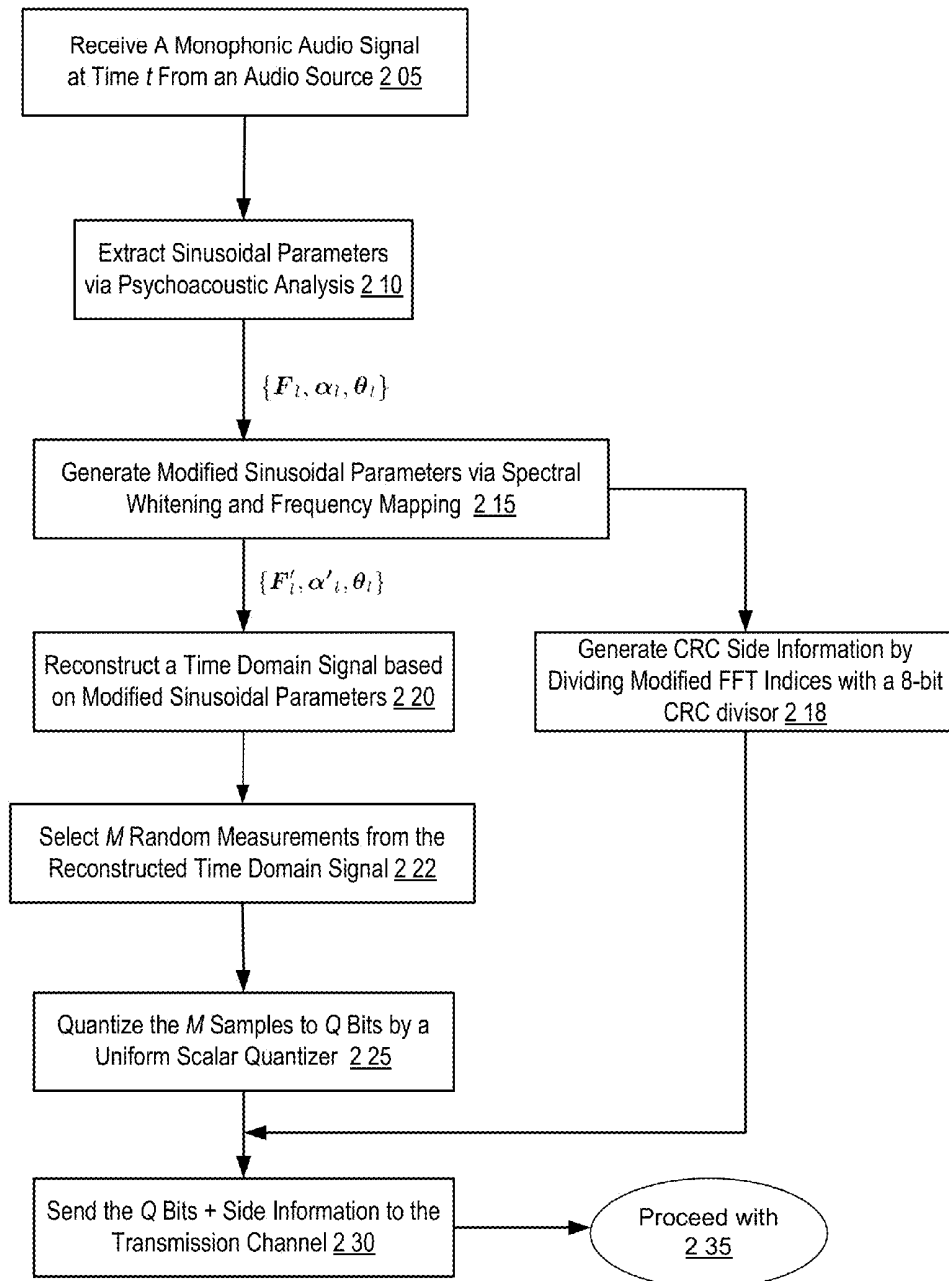 Receive A Monophonic Audio Signal
at Time t From an Audio Source 2 05
Extract Sinusoidal Parameters
via Psychoacoustic Analysis 2 10
{F_l, α_l, θ_l}
Generate Modified Sinusoidal Parameters via Spectral
Whitening and Frequency Mapping 2 15
{F'_l, α'_l, θ_l}
Reconstruct a Time Domain Signal based
on Modified Sinusoidal Parameters 2 20
Generate CRC Side Information by
Dividing Modified FFT Indices with a 8-bit
CRC divisor 2 18
Select M Random Measurements from the
Reconstructed Time Domain Signal 2 22
Quantize the M Samples to Q Bits by a
Uniform Scalar Quantizer 2 25
Send the Q Bits + Side Information to the
Transmission Channel 2 30
Proceed with
2 35